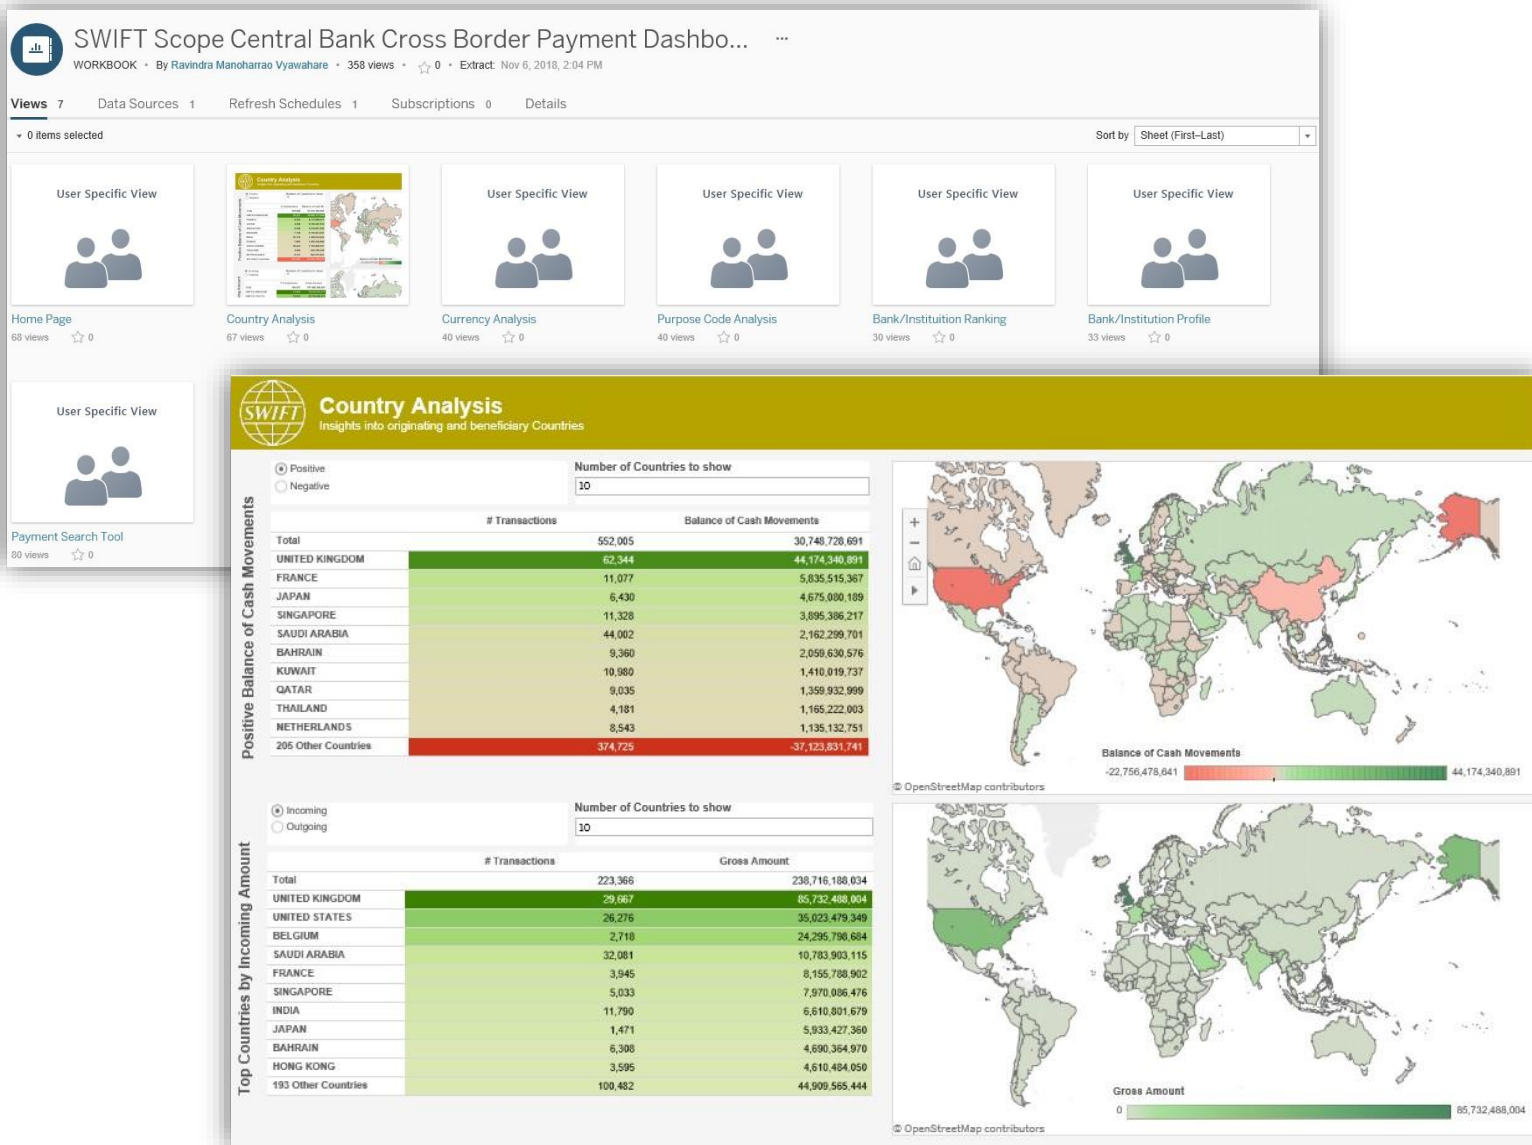 SWIFT Scope Central Bank Cross Border Payment Dashbo... ...
WORKBOOK • By Ravindra Manoharrao Vyawahare • 358 views • 0 • Extract: Nov 6, 2018, 2:04 PM
Views 7 Data Sources 1 Refresh Schedules 1 Subscriptions 0 Details
0 items selected Sort by Sheet (First–Last)
User Specific View User Specific View User Specific View User Specific View User Specific View
Country Analysis
Home Page Country Analysis Currency Analysis Purpose Code Analysis Bank/Instituition Ranking Bank/Institution Profile
68 views 0 67 views 0 40 views 0 40 views 0 30 views 0 33 views 0
User Specific View
Payment Search Tool
80 views 0
SWIFT
Country Analysis
Insights into originating and beneficiary Countries
Positive Balance of Cash Movements
Positive
Negative
Number of Countries to show
10
# Transactions Balance of Cash Movements
Total 552,005 30,748,728,691
UNITED KINGDOM 62,344 44,174,340,891
FRANCE 11,077 5,835,515,367
JAPAN 6,430 4,675,080,189
SINGAPORE 11,328 3,895,386,217
SAUDI ARABIA 44,002 2,162,299,701
BAHRAIN 9,360 2,059,630,576
KUWAIT 10,980 1,410,019,737
QATAR 9,035 1,359,932,999
THAILAND 4,181 1,165,222,003
NETHERLANDS 8,543 1,135,132,751
205 Other Countries 374,725 -37,123,831,741
Balance of Cash Movements
-22,756,478,641 44,174,340,891
© OpenStreetMap contributors
Top Countries by Incoming Amount
Incoming
Outgoing
Number of Countries to show
10
# Transactions Gross Amount
Total 223,366 238,716,188,034
UNITED KINGDOM 29,667 85,732,488,004
UNITED STATES 26,276 35,023,479,349
BELGIUM 2,718 24,295,798,684
SAUDI ARABIA 32,081 10,783,903,115
FRANCE 3,945 8,155,788,902
SINGAPORE 5,033 7,970,086,476
INDIA 11,790 6,610,801,679
JAPAN 1,471 5,933,427,360
BAHRAIN 6,308 4,690,364,970
HONG KONG 3,595 4,610,484,050
193 Other Countries 100,482 44,909,565,444
Gross Amount
0 85,732,488,004
© OpenStreetMap contributors